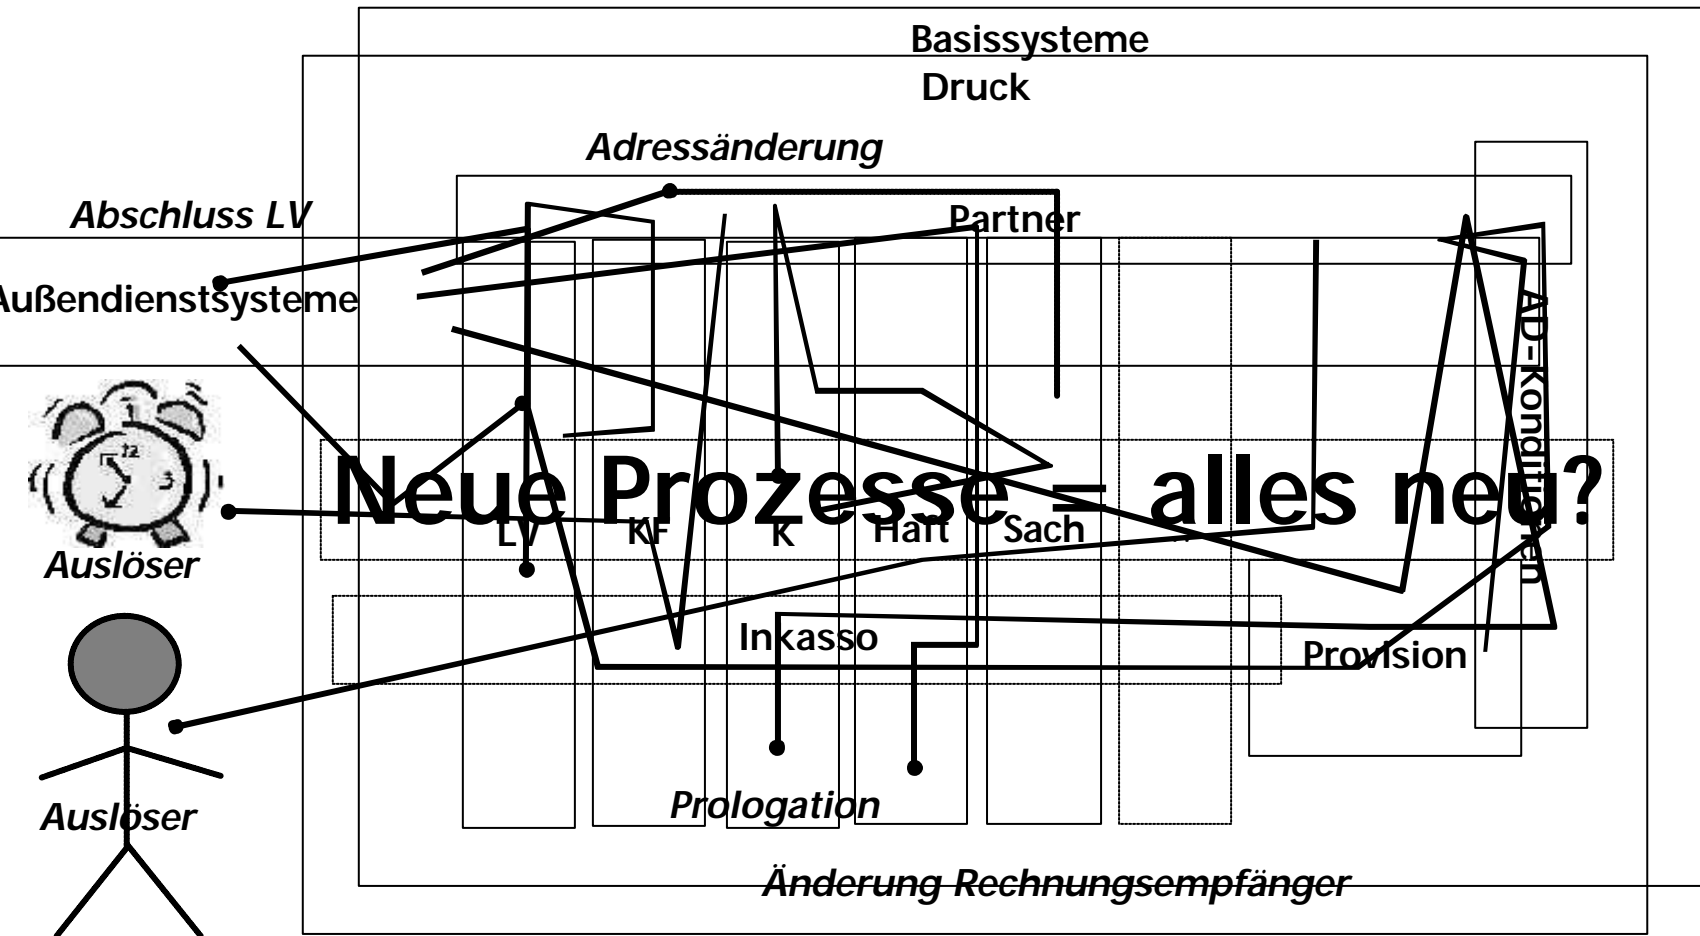 Basissysteme
Druck
Adressänderung
Abschluss LV
Partner
Außendienstsysteme
AD-Konditionen
Neue Prozesse = alles neu?
LV
KF
K
Haft
Sach
Auslöser
Inkasso
Provision
Prologation
Auslöser
Änderung Rechnungsempfänger